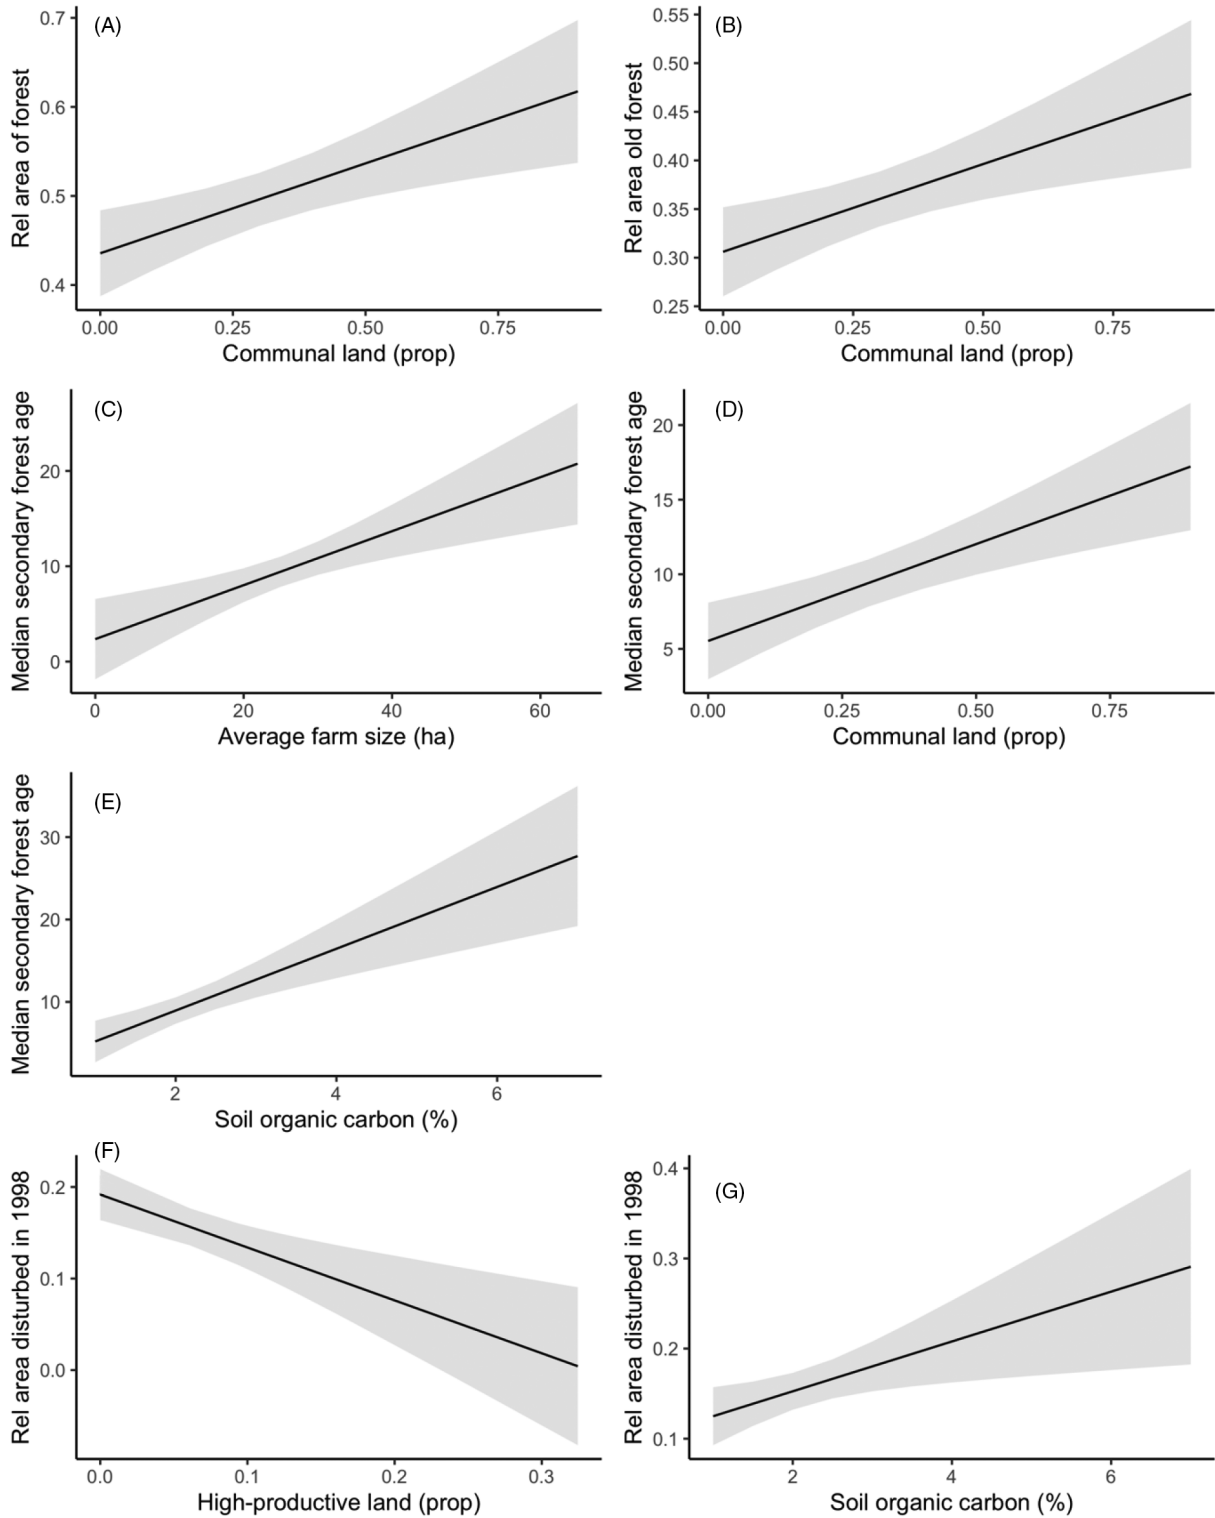 (A)
Rel area of forest
0.7
0.6
0.5
0.4
0.00 0.25 0.50 0.75
Communal land (prop)
(B)
Rel area old forest
0.55
0.50
0.45
0.40
0.35
0.30
0.25
0.00 0.25 0.50 0.75
Communal land (prop)
(C)
Median secondary forest age
20
10
0
0 20 40 60
Average farm size (ha)
(D)
Median secondary forest age
20
15
10
5
0.00 0.25 0.50 0.75
Communal land (prop)
(E)
Median secondary forest age
30
20
10
2 4 6
Soil organic carbon (%)
(F)
Rel area disturbed in 1998
0.2
0.1
0.0
0.0 0.1 0.2 0.3
High-productive land (prop)
(G)
Rel area disturbed in 1998
0.4
0.3
0.2
0.1
2 4 6
Soil organic carbon (%)